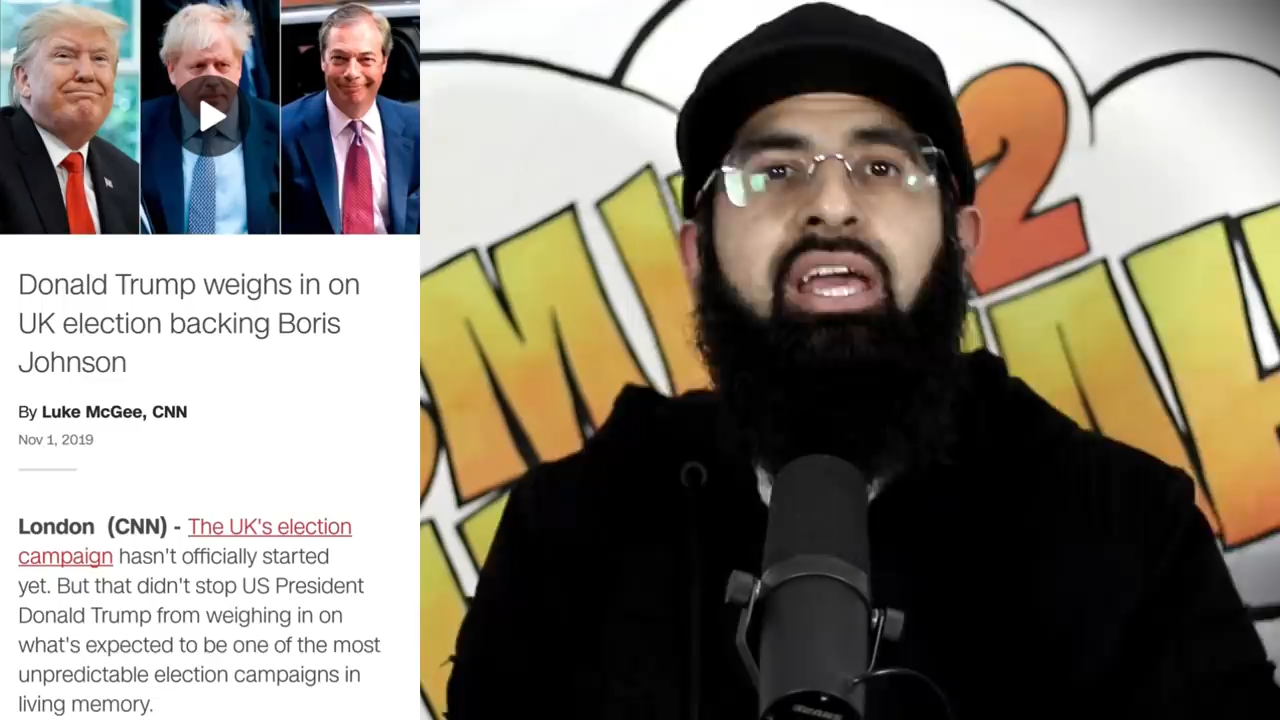 Donald Trump weighs in on
UK election backing Boris
Johnson
By Luke McGee, CNN
Nov 1, 2019
London (CNN) - The UK's election
campaign hasn't officially started
yet. But that didn't stop US President
Donald Trump from weighing in on
what's expected to be one of the most
unpredictable election campaigns in
living memory.
2